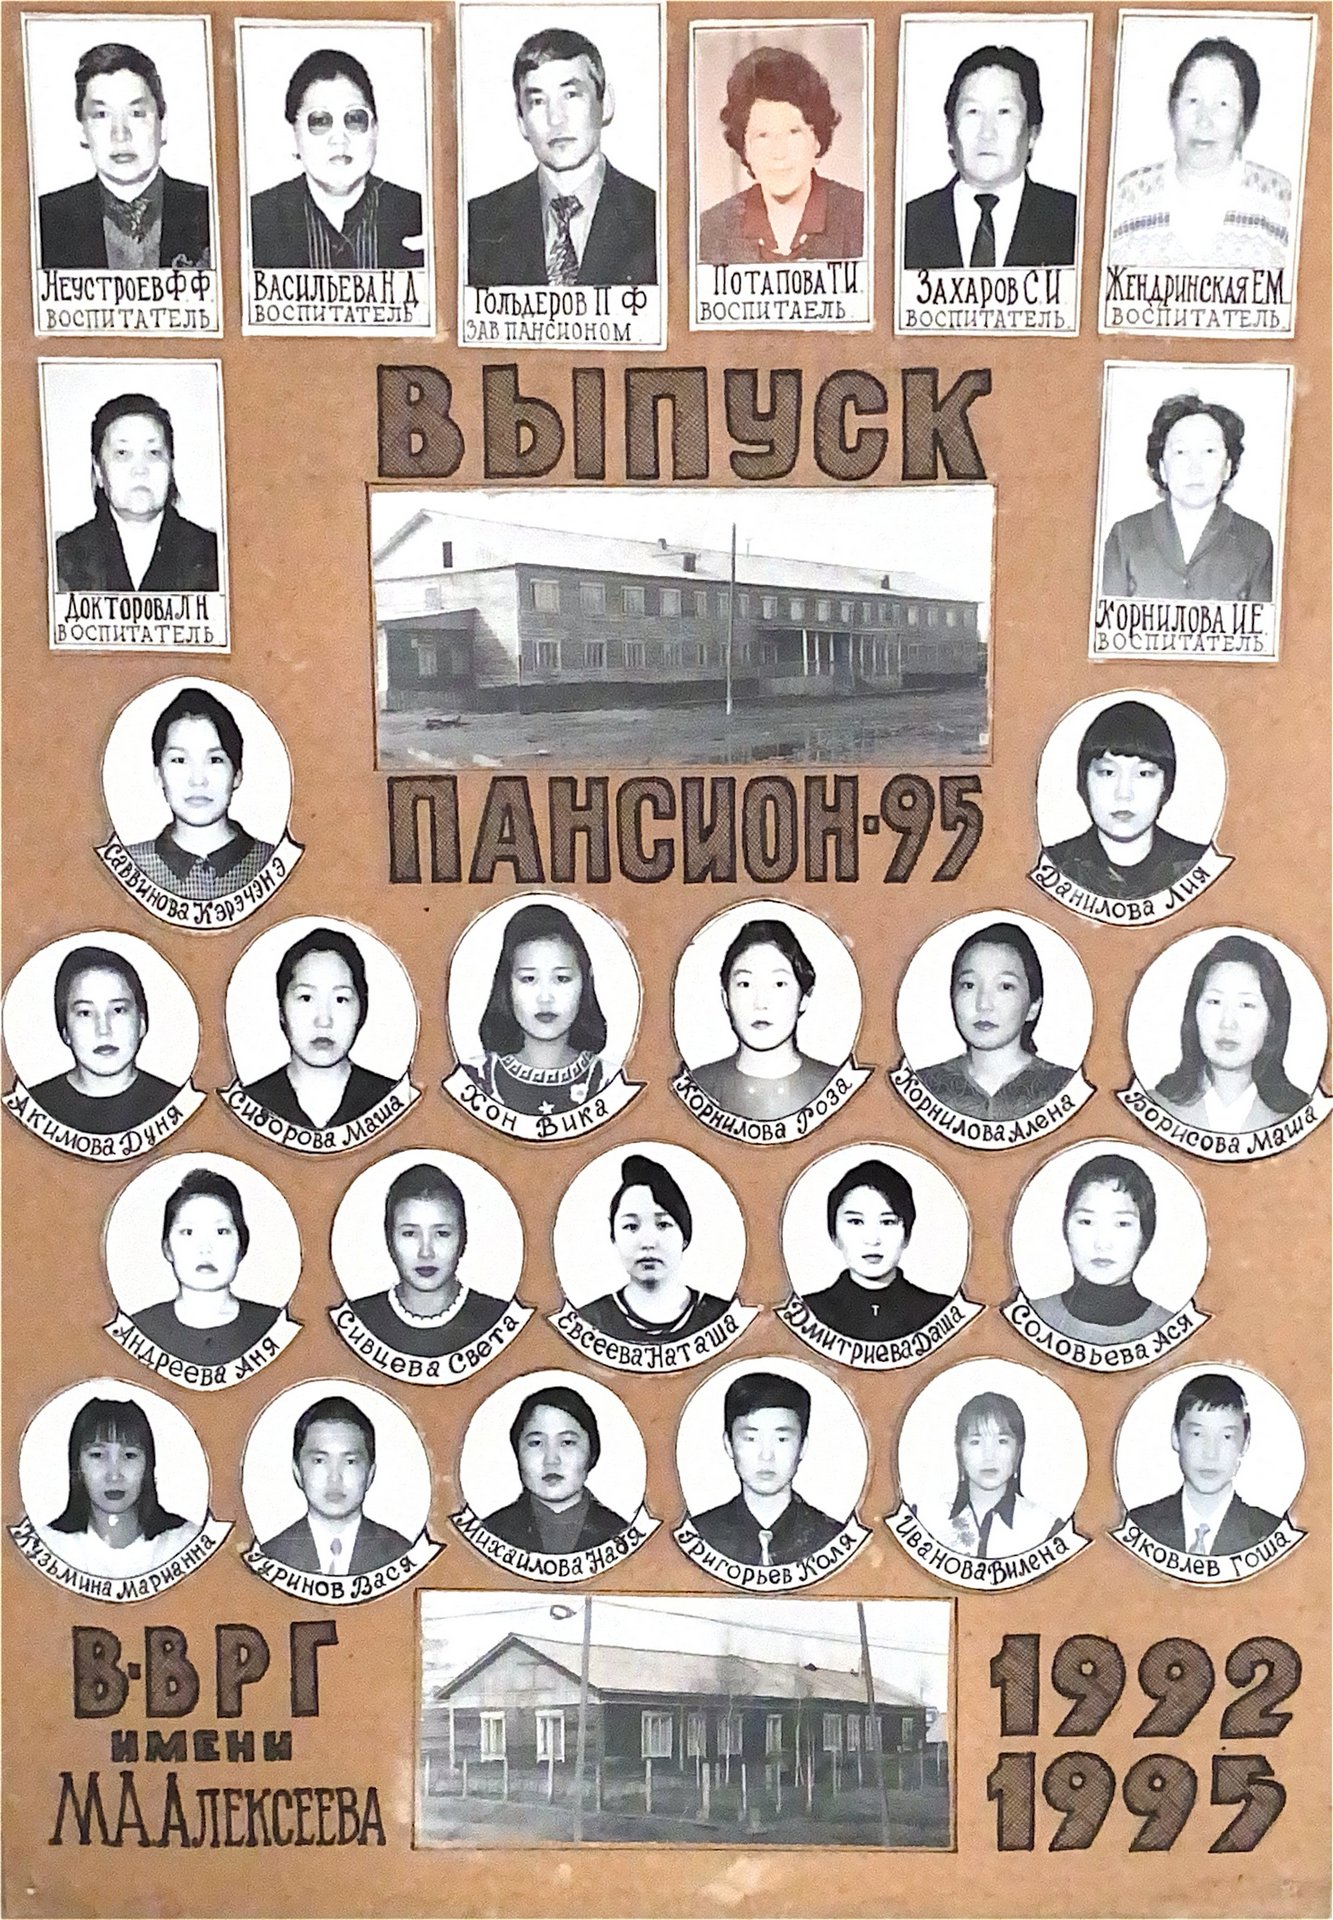 НЕУСТРОЕВ Ф.Ф.
ВОСПИТАТЕЛЬ
ВАСИЛЬЕВА Н Д
ВОСПИТАТЕЛЬ
ГОЛЬДЕРОВ П Ф
ЗАВ ПАНСИОНОМ
ПОТАПОВА Т И.
ВОСПИТАЕЛЬ.
ЗАХАРОВ С. И
ВОСПИТАТЕЛЬ.
ЖЕНДРИНСКАЯ Е М.
ВОСПИТАТЕЛЬ.
ДОКТОРОВА Л Н
ВОСПИТАТЕЛЬ
КОРНИЛОВА И.Е.
ВОСПИТАТЕЛЬ.
ВЫПУСК
ПАНСИОН-95
САВВИНОВА КЭРЭЧЭНЭ
ДАНИЛОВА ЛИЯ
АКИМОВА ДУНЯ
СИДОРОВА МАША
ХОН ВИКА
КОРНИЛОВА РОЗА
КОРНИЛОВА АЛЕНА
БОРИСОВА МАША
АНДРЕЕВА АНЯ
СИВЦЕВА СВЕТА
ЕВСЕЕВА НАТАША
ДМИТРИЕВА ДАША
СОЛОВЬЕВА АСЯ
КУЗЬМИНА МАРИАННА
ГУРИНОВ ВАСЯ
МИХАИЛОВА НАДЯ
ГРИГОРЬЕВ КОЛЯ
ИВАНОВА ВИЛЕНА
ЯКОВЛЕВ ГОША
В-ВРГ
ИМЕНИ
М.А.АЛЕКСЕЕВА
1992
1995